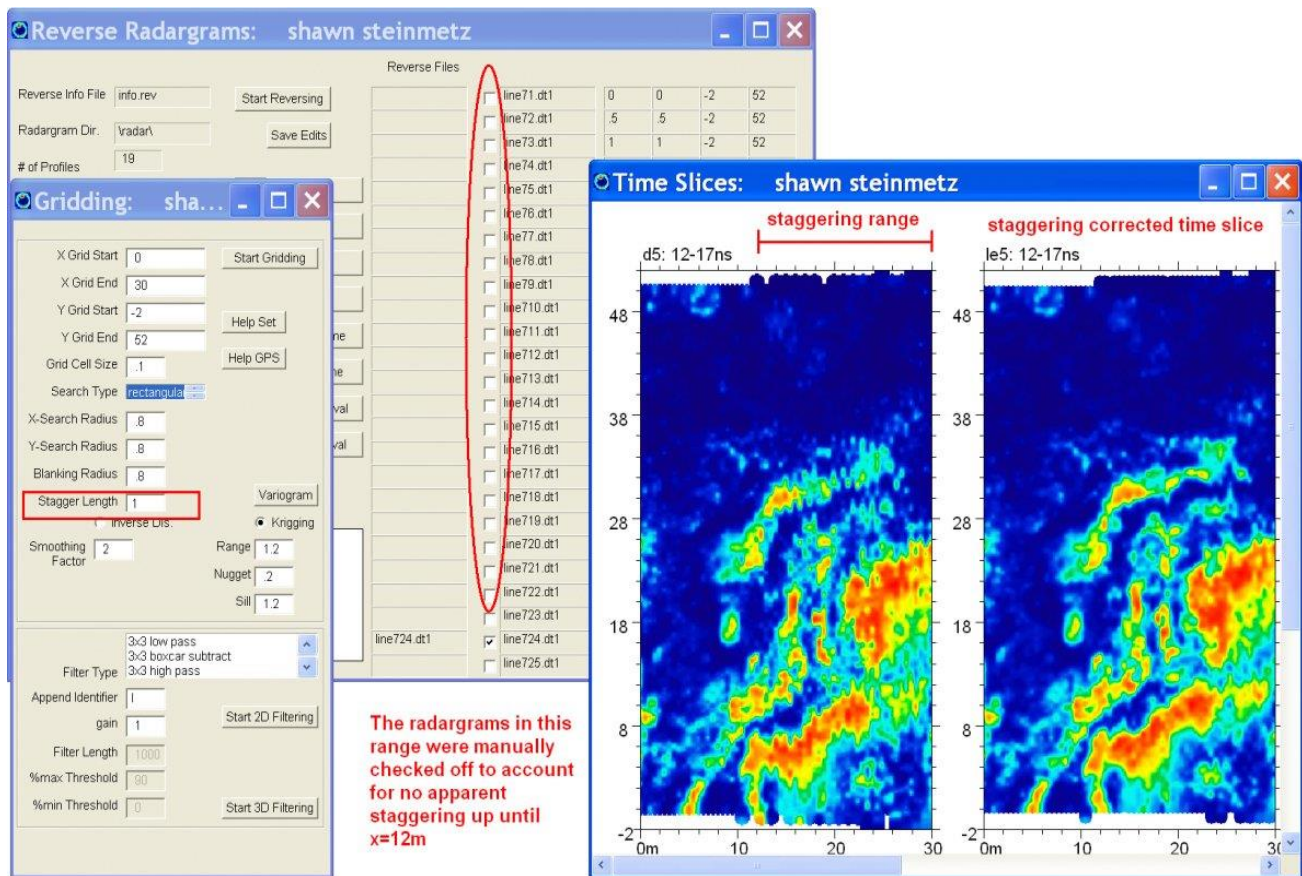 Reverse Radargrams: shawn steinmetz
Reverse Files
Reverse Info File info.rev
Start Reversing
Radargram Dir. \radar\
Save Edits
# of Profiles 19
line71.dt1 0 0 -2 52
line72.dt1 .5 .5 -2 52
line73.dt1 1 1 -2 52
line74.dt1
line75.dt1
line76.dt1
line77.dt1
line78.dt1
line79.dt1
line710.dt1
line711.dt1
line712.dt1
line713.dt1
line714.dt1
line715.dt1
line716.dt1
line717.dt1
line718.dt1
line719.dt1
line720.dt1
line721.dt1
line722.dt1
line723.dt1
line724.dt1 line724.dt1
line725.dt1
ne
ne
val
val
Gridding: sha...
X Grid Start 0
Start Gridding
X Grid End 30
Y Grid Start -2
Help Set
Y Grid End 52
Help GPS
Grid Cell Size .1
Search Type rectangular
X-Search Radius .8
Y-Search Radius .8
Blanking Radius .8
Stagger Length 1
Variogram
Inverse Dis.
Krigging
Smoothing Factor 2
Range 1.2
Nugget .2
Sill 1.2
3x3 low pass
3x3 boxcar subtract
Filter Type 3x3 high pass
Append Identifier
gain 1
Start 2D Filtering
Filter Length 1000
%max Threshold 90
%min Threshold 0
Start 3D Filtering
The radargrams in this
range were manually
checked off to account
for no apparent
staggering up until
x=12m
Time Slices: shawn steinmetz
staggering range
staggering corrected time slice
d5: 12-17ns
le5: 12-17ns
48
38
28
18
8
-2
0m 10 20 30
48
38
28
18
8
-2
0m 10 20 30